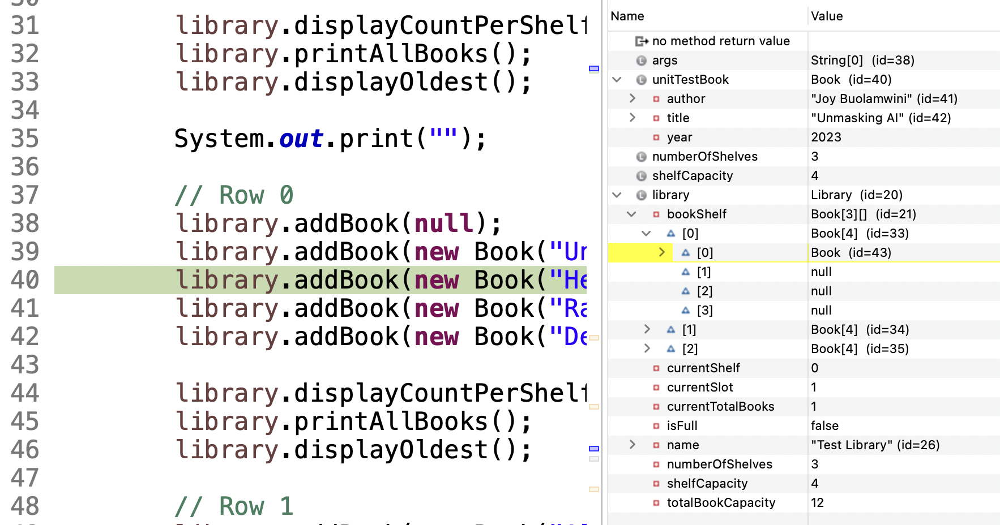 31 library.displayCountPerShelf
32 library.printAllBooks();
33 library.displayOldest();
34
35 System.out.print("");
36
37 // Row 0
38 library.addBook(null);
39 library.addBook(new Book("Un
40 library.addBook(new Book("He
41 library.addBook(new Book("Ra
42 library.addBook(new Book("De
43
44 library.displayCountPerShelf
45 library.printAllBooks();
46 library.displayOldest();
47
48 // Row 1
Name Value
no method return value
args String[0] (id=38)
unitTestBook Book (id=40)
author "Joy Buolamwini" (id=41)
title "Unmasking AI" (id=42)
year 2023
numberOfShelves 3
shelfCapacity 4
library Library (id=20)
bookShelf Book[3][] (id=21)
[0] Book[4] (id=33)
[0] Book (id=43)
[1] null
[2] null
[3] null
[1] Book[4] (id=34)
[2] Book[4] (id=35)
currentShelf 0
currentSlot 1
currentTotalBooks 1
isFull false
name "Test Library" (id=26)
numberOfShelves 3
shelfCapacity 4
totalBookCapacity 12